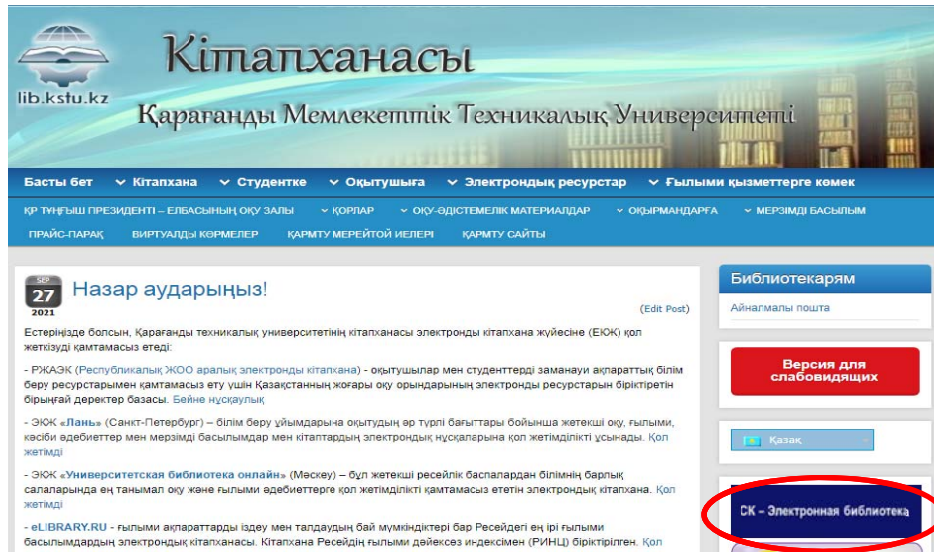 Кітапханасы
lib.kstu.kz
Қарағанды Мемлекеттік Техникалық Университеті
Басты бет Кітапхана Студентке Оқытушыға Электрондық ресурстар Ғылыми қызметтерге көмек
ҚР ТҰҢҒЫШ ПРЕЗИДЕНТІ – ЕЛБАСЫНЫҢ ОҚУ ЗАЛЫ ҚОРЛАР ОҚУ-ӘДІСТЕМЕЛІК МАТЕРИАЛДАР ОҚЫРМАНДАРҒА МЕРЗІМДІ БАСЫЛЫМ
ПРАЙС-ПАРАҚ ВИРТУАЛДЫ КӨРМЕЛЕР ҚАРМТУ МЕРЕЙТОЙ ИЕЛЕРІ ҚАРМТУ САЙТЫ
SEP
27
2021
Назар аударыңыз!
(Edit Post)
Естеріңізде болсын, Қарағанды техникалық университетінің кітапханасы электронды кітапхана жүйесіне (ЕКЖ) қол
жеткізуді қамтамасыз етеді:
- РЖАЭК (Республикалық ЖОО аралық электронды кітапхана) - оқытушылар мен студенттерді заманауи ақпараттық білім
беру ресурстарымен қамтамасыз ету үшін Қазақстанның жоғары оқу орындарының электронды ресурстарын біріктіретін
бірыңғай деректер базасы. Бейне нұсқаулық
- ЭКЖ «Лань» (Санкт-Петербург) – білім беру ұйымдарына оқытудың әр түрлі бағыттары бойынша жетекші оқу, ғылыми,
кәсіби әдебиеттер мен мерзімді басылымдар мен кітаптардың электрондық нұсқаларына қол жетімділікті ұсынады. Қол
жетімді
- ЭКЖ «Университетская библиотека онлайн» (Мәскеу) – бұл жетекші ресейлік баспалардан білімнің барлық
салаларында ең танымал оқу және ғылыми әдебиеттерге қол жетімділікті қамтамасыз ететін электрондық кітапхана. Қол
жетімді
- eLIBRARY.RU - ғылыми ақпараттарды іздеу мен талдаудың бай мүмкіндіктері бар Ресейдегі ең ірі ғылыми
басылымдардың электрондық кітапханасы. Кітапхана Ресейдің ғылыми дәйексөз индексімен (РИНЦ) біріктірілген. Қол
Библиотекарям
Айналмалы пошта
Версия для
слабовидящих
Қазақ
СК – Электронная библиотека